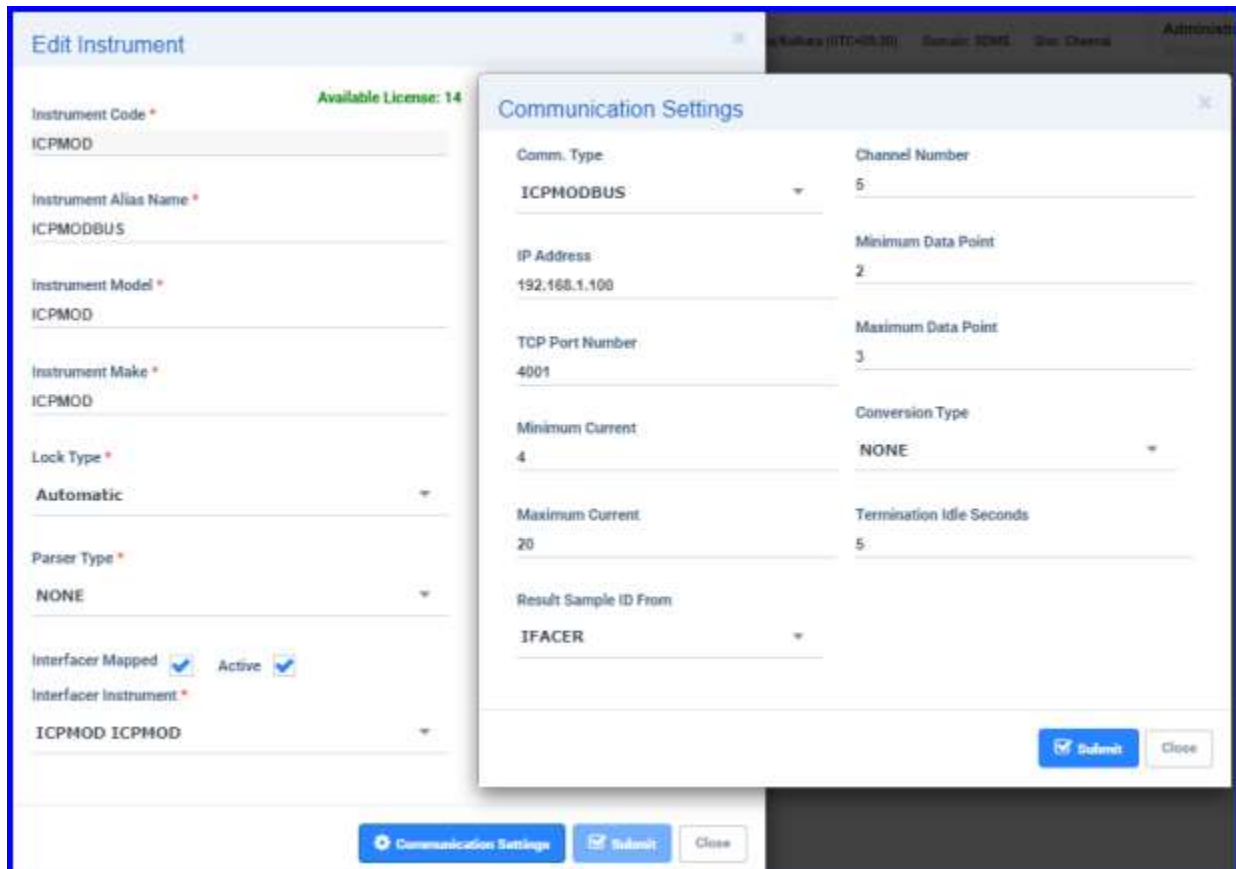 Edit Instrument
Available License: 14
Instrument Code *
ICPMOD
Instrument Alias Name *
ICPMODBUS
Instrument Model *
ICPMOD
Instrument Make *
ICPMOD
Lock Type *
Automatic
Parser Type *
NONE
Interfacer Mapped
Active
Interfacer Instrument *
ICPMOD ICPMOD
Communication Settings
Submit
Close
Communication Settings
Comm. Type
ICPMODBUS
IP Address
192.168.1.100
TCP Port Number
4001
Minimum Current
4
Maximum Current
20
Result Sample ID From
IFACER
Channel Number
5
Minimum Data Point
2
Maximum Data Point
3
Conversion Type
NONE
Termination Idle Seconds
5
Submit
Close